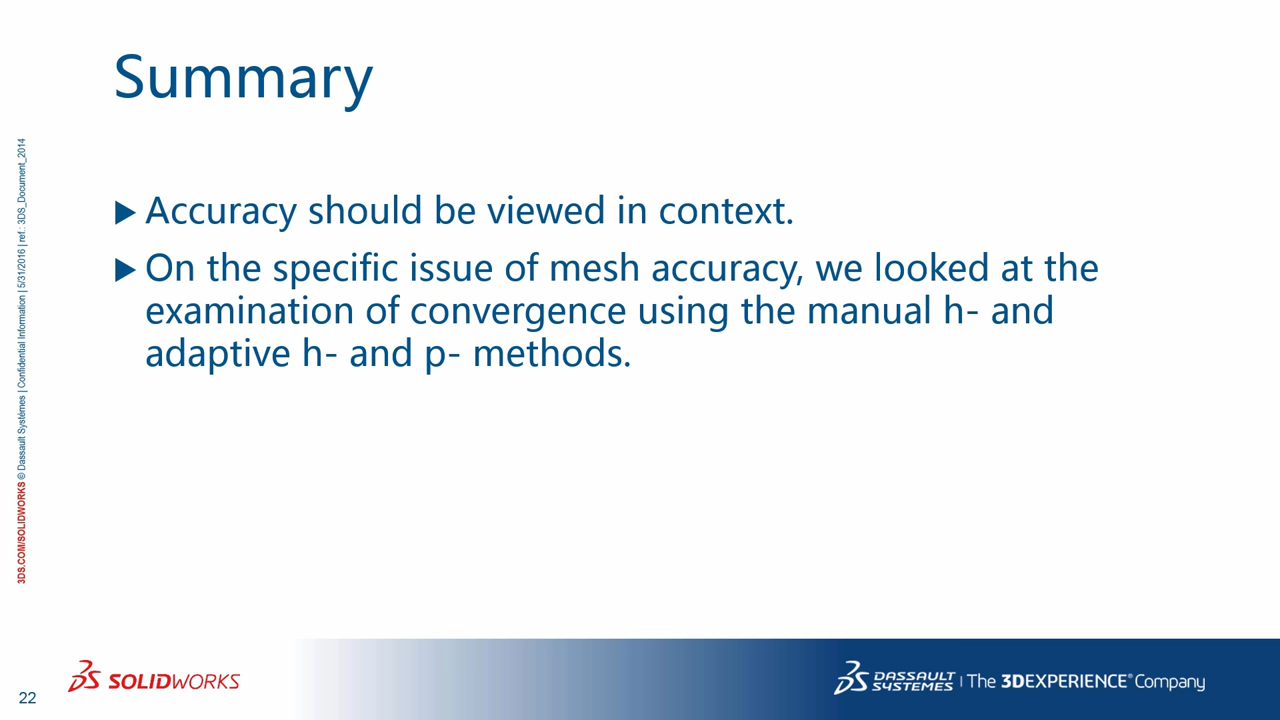 Summary
▶ Accuracy should be viewed in context.
▶ On the specific issue of mesh accuracy, we looked at the
examination of convergence using the manual h- and
adaptive h- and p- methods.
3DS.COM/SOLIDWORKS © Dassault Systèmes | Confidential Information | 5/31/2016 | ref.: 3DS_Document_2014
22
SOLIDWORKS
DASSAULT SYSTEMES | The 3DEXPERIENCE® Company